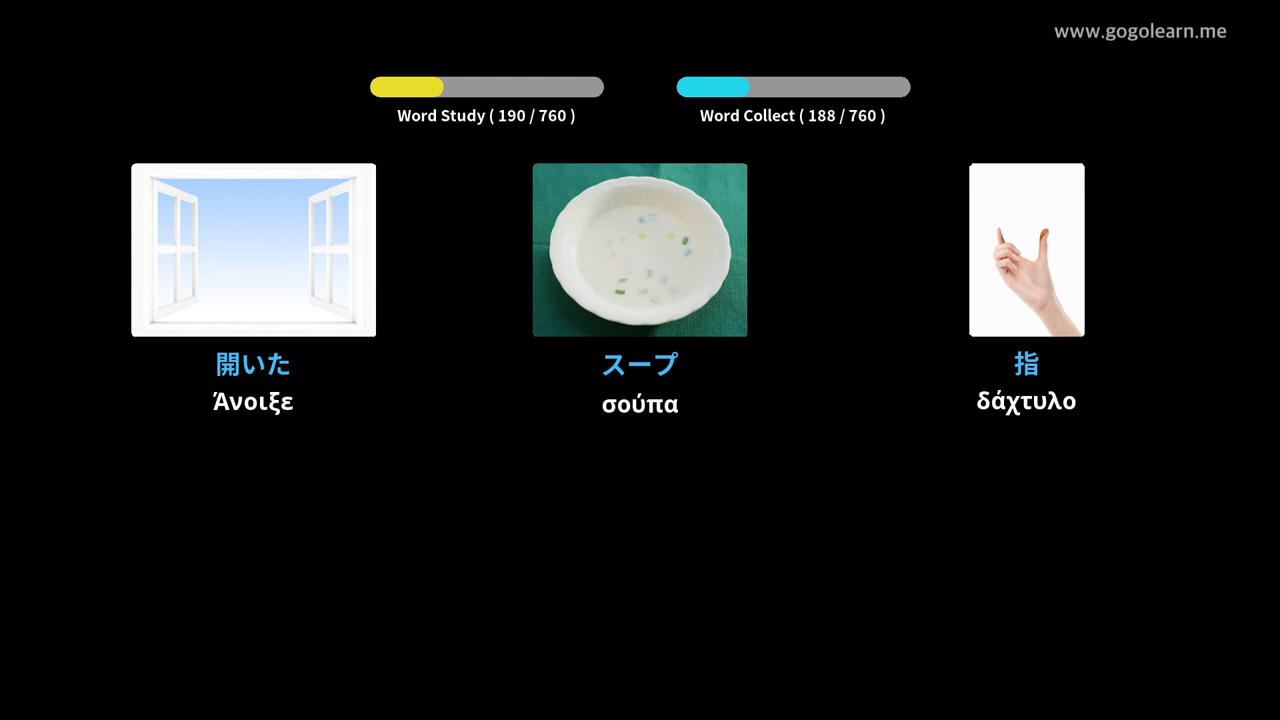 www.gogolearn.me
Word Study ( 190 / 760 )
Word Collect ( 188 / 760 )
開いた
スープ
指
Άνοιξε
σούπα
δάχτυλο